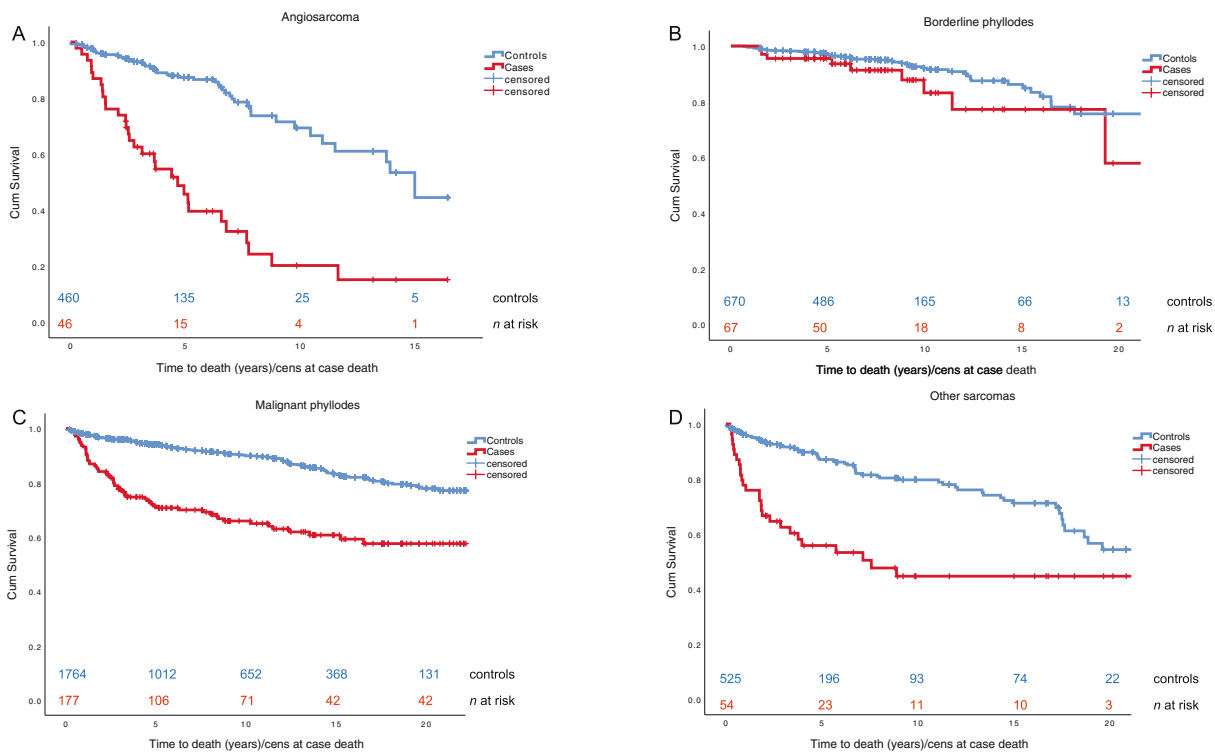 A
Angiosarcoma
Cum Survival
1.0
0.8
0.6
0.4
0.2
0.0
Controls
Cases
censored
censored
460 135 25 5 controls
46 15 4 1 n at risk
0 5 10 15
Time to death (years)/cens at case death
B
Borderline phyllodes
Cum Survival
1.0
0.8
0.6
0.4
0.2
0.0
Contols
Cases
censored
censored
670 486 165 66 13 controls
67 50 18 8 2 n at risk
0 5 10 15 20
Time to death (years)/cens at case death
C
Malignant phyllodes
Cum Survival
1.0
0.8
0.6
0.4
0.2
0.0
Controls
Cases
censored
censored
1764 1012 652 368 131 controls
177 106 71 42 42 n at risk
0 5 10 15 20
Time to death (years)/cens at case death
D
Other sarcomas
Cum Survival
1.0
0.8
0.6
0.4
0.2
0.0
Controls
Cases
censored
censored
525 196 93 74 22 controls
54 23 11 10 3 n at risk
0 5 10 15 20
Time to death (years)/cens at case death